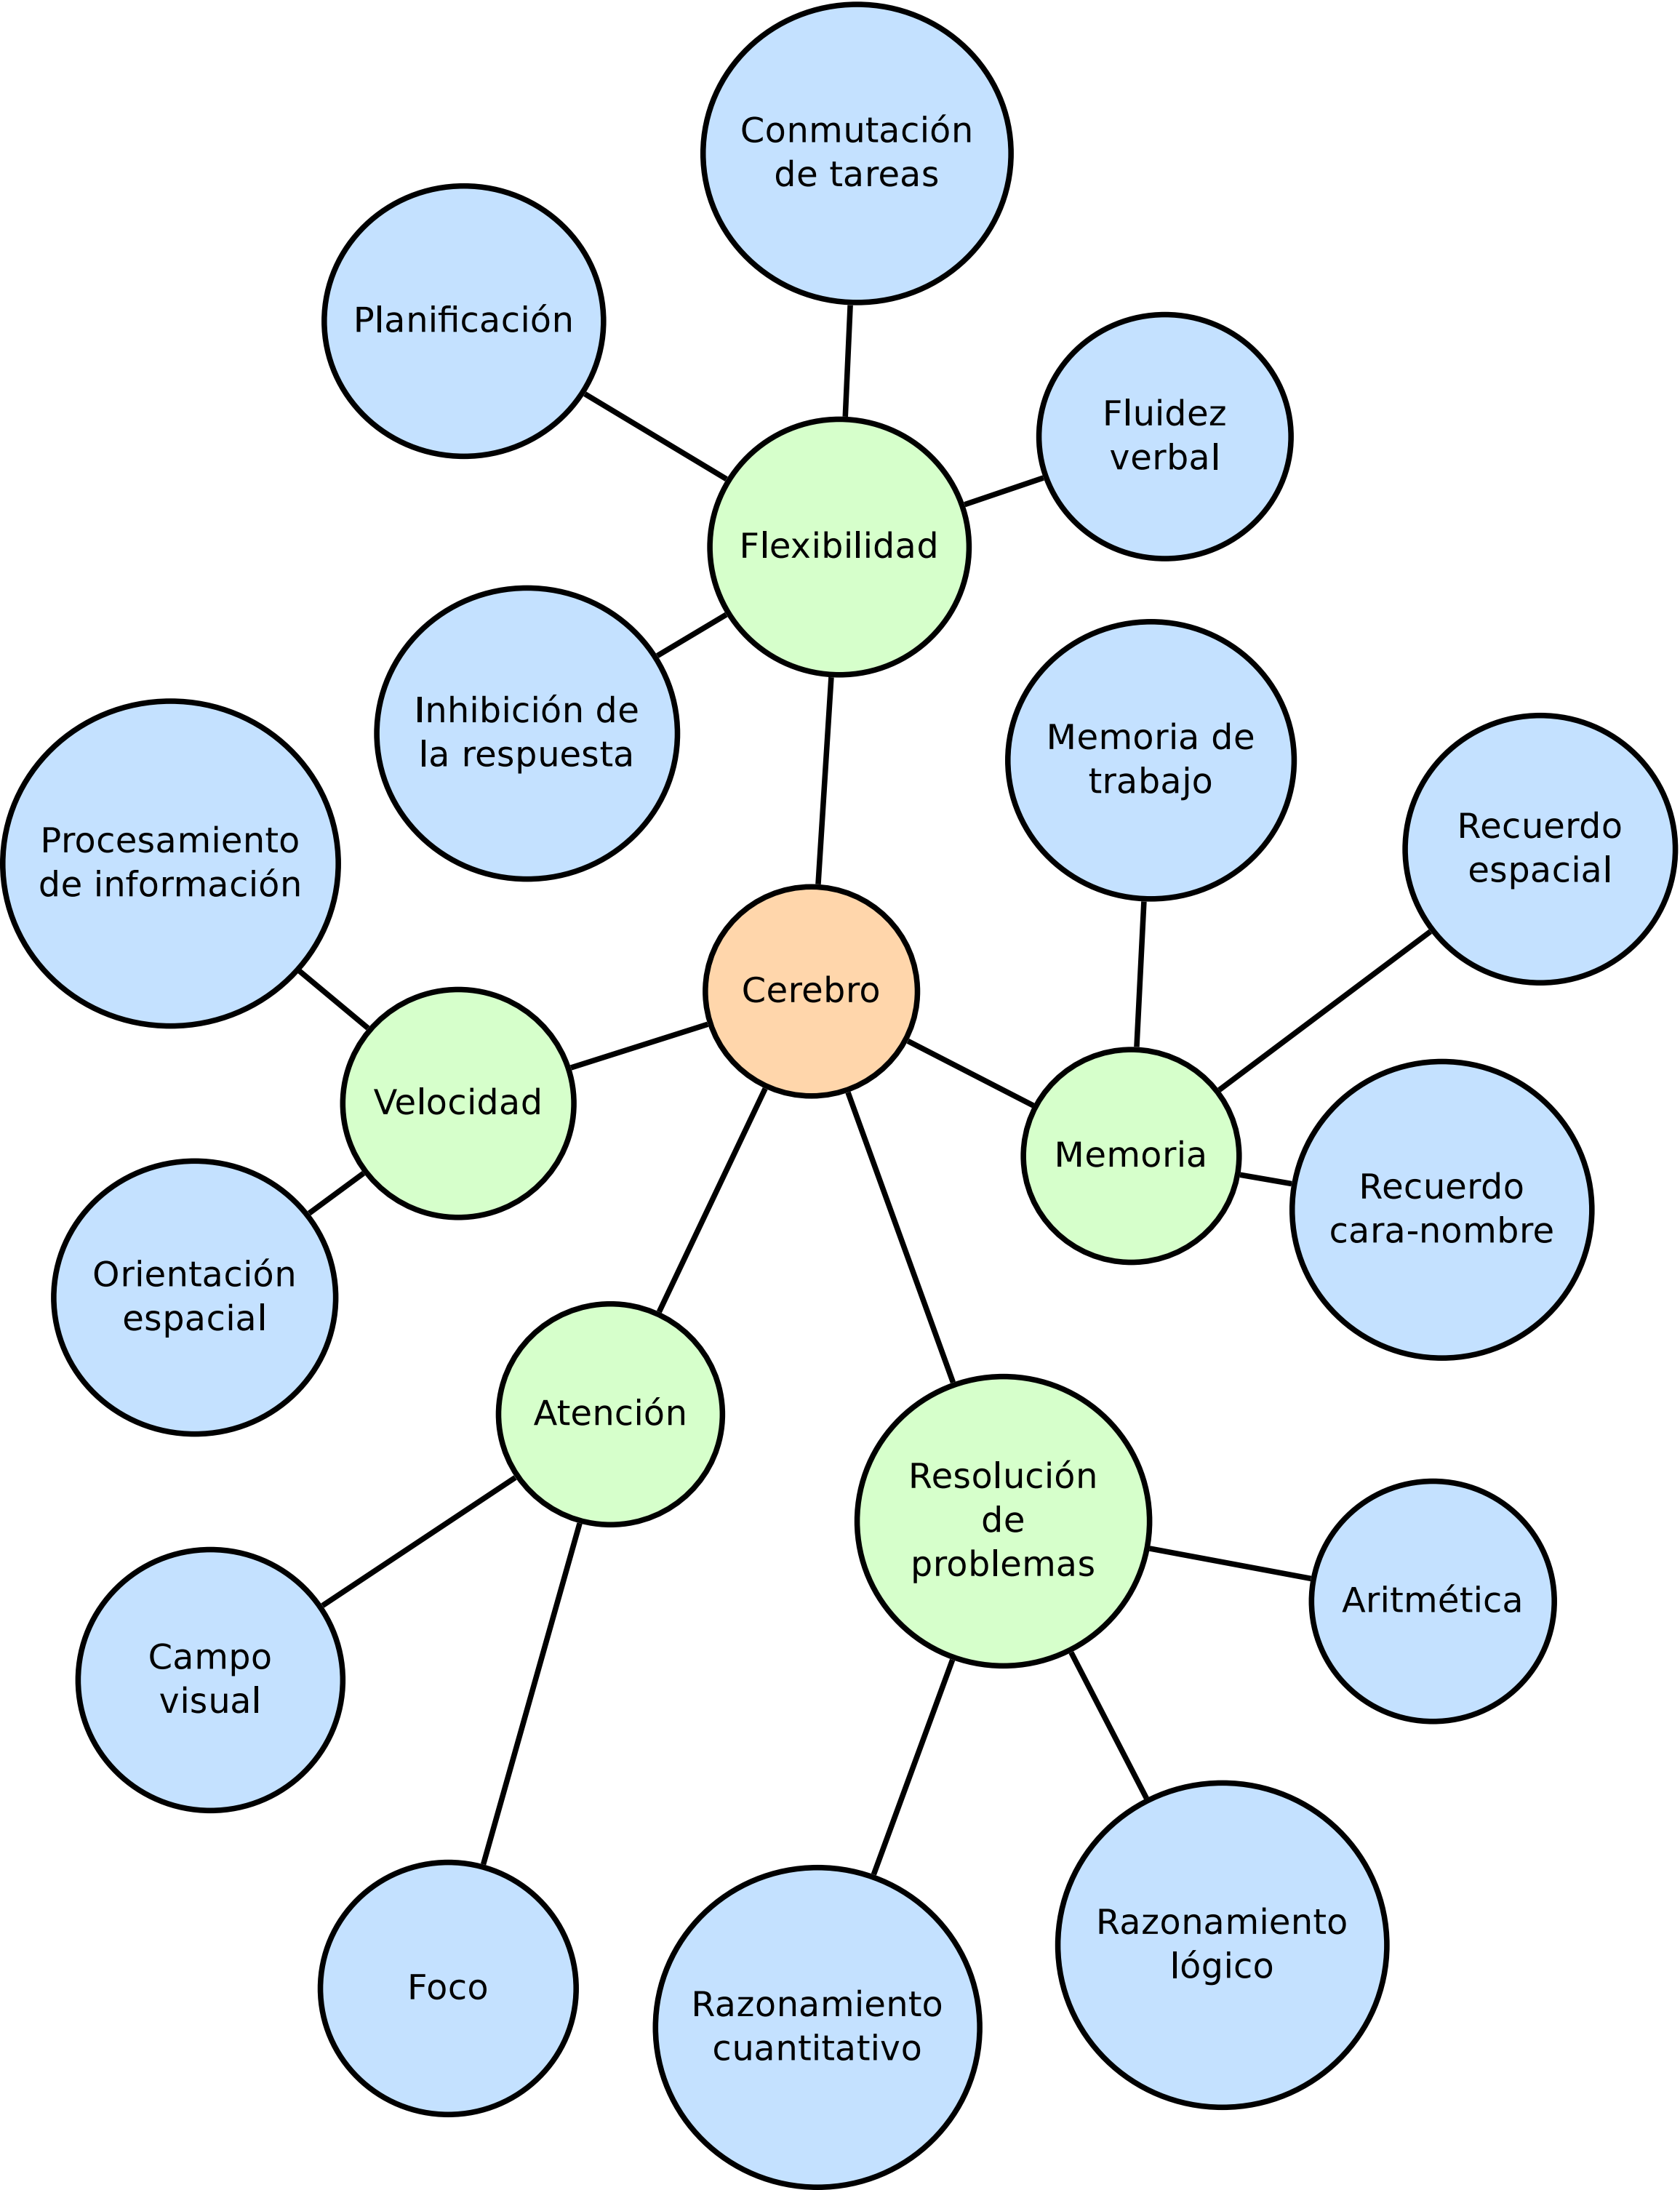 Conmutación
de tareas
Planificación
Fluidez
verbal
Flexibilidad
Inhibición de
la respuesta
Memoria de
trabajo
Recuerdo
espacial
Procesamiento
de información
Cerebro
Velocidad
Memoria
Recuerdo
cara-nombre
Orientación
espacial
Atención
Resolución
de
problemas
Aritmética
Campo
visual
Razonamiento
lógico
Foco
Razonamiento
cuantitativo